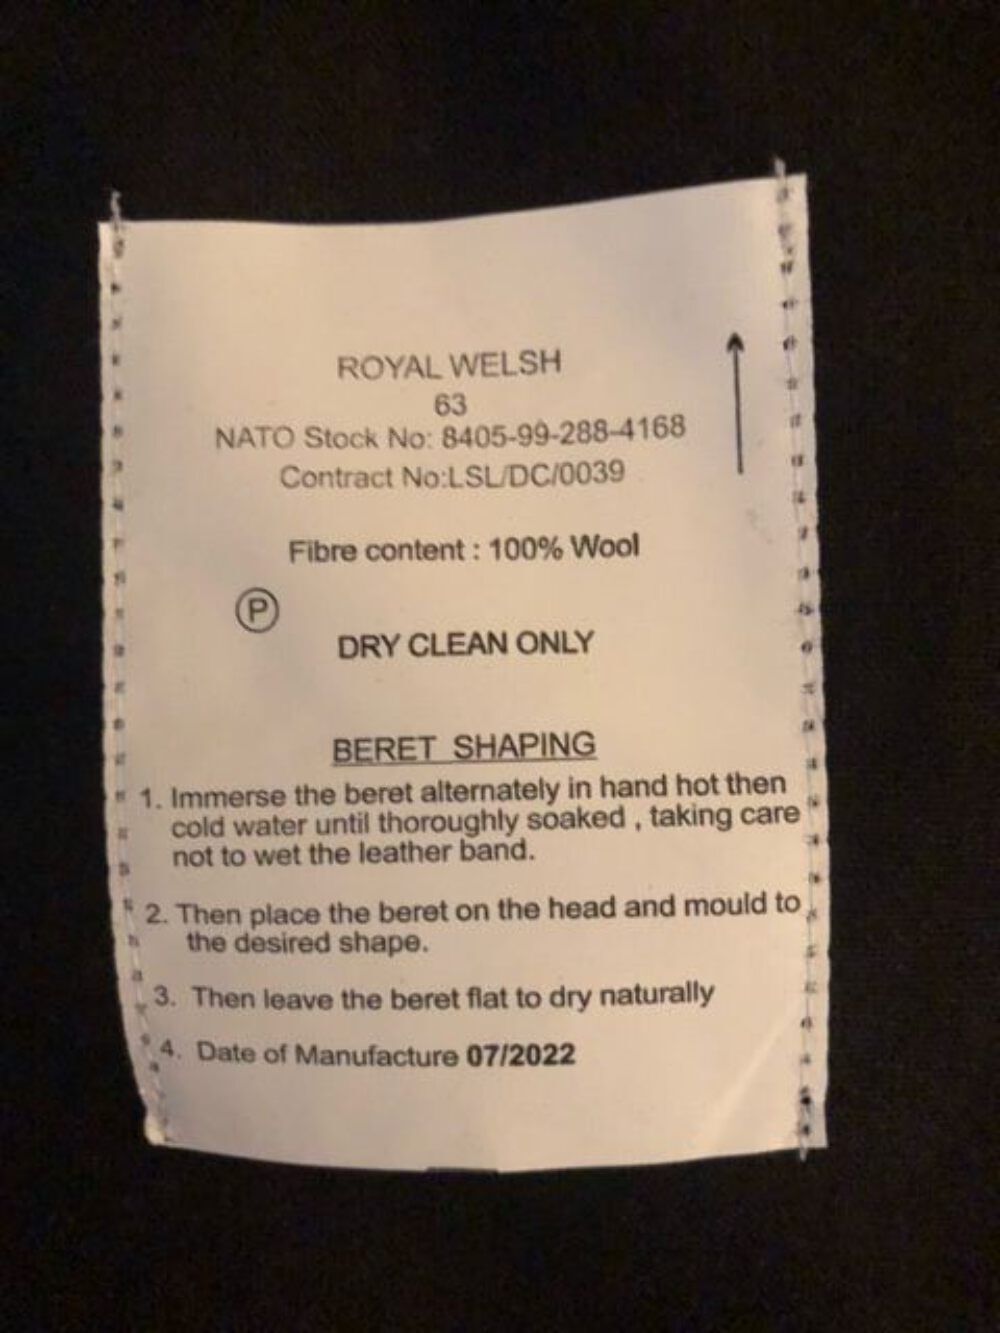 ROYAL WELSH
63
NATO Stock No: 8405-99-288-4168
Contract No:LSL/DC/0039
Fibre content : 100% Wool
P
DRY CLEAN ONLY
BERET SHAPING
1. Immerse the beret alternately in hand hot then
cold water until thoroughly soaked , taking care
not to wet the leather band.
2. Then place the beret on the head and mould to
the desired shape.
3. Then leave the beret flat to dry naturally
4. Date of Manufacture 07/2022